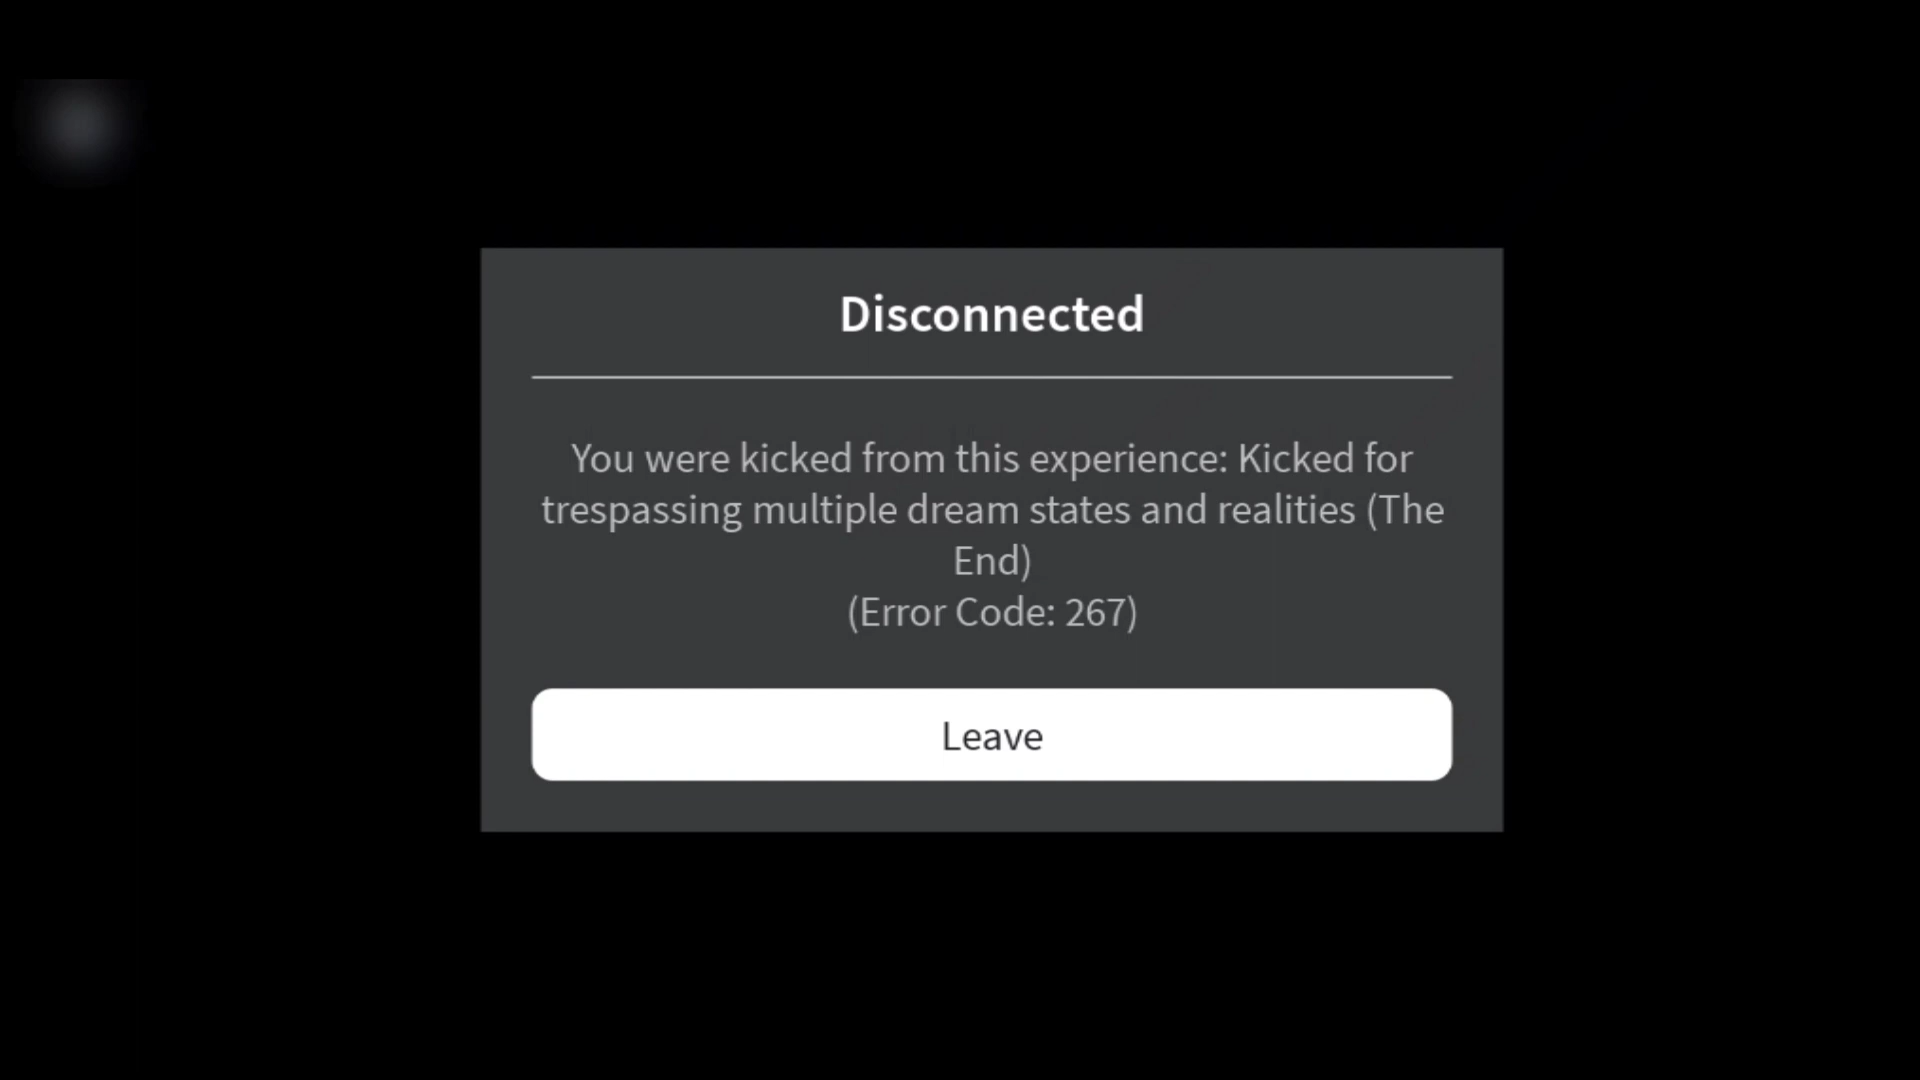 Disconnected
You were kicked from this experience: Kicked for
trespassing multiple dream states and realities (The
End)
(Error Code: 267)
Leave